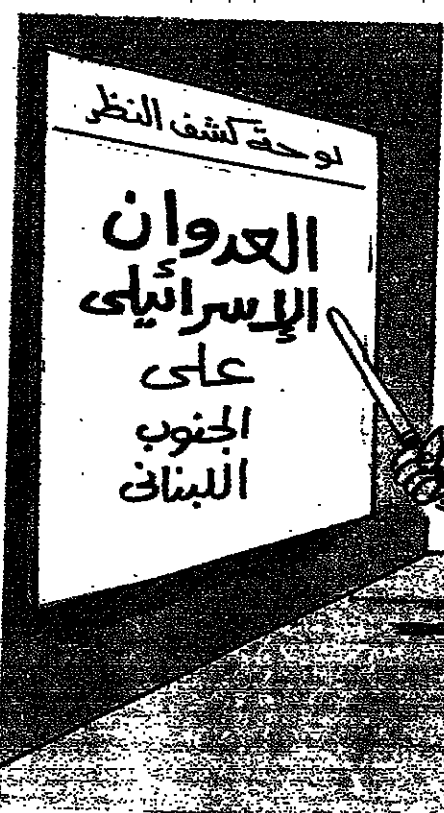 لوحة كشف النظر
العدوان
الإسرائيلى
على
الجنوب
اللبنانى